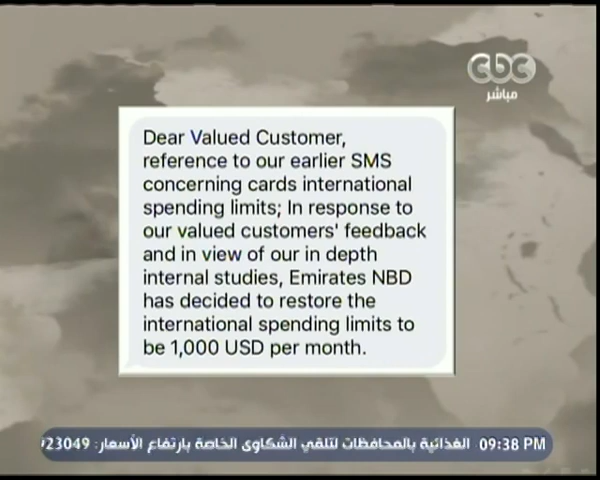 cbc
مباشر
Dear Valued Customer,
reference to our earlier SMS
concerning cards international
spending limits; In response to
our valued customers' feedback
and in view of our in depth
internal studies, Emirates NBD
has decided to restore the
international spending limits to
be 1,000 USD per month.
الغذائية بالمحافظات لتلقي الشكاوى الخاصة بارتفاع الأسعار: 23049 09:38 PM